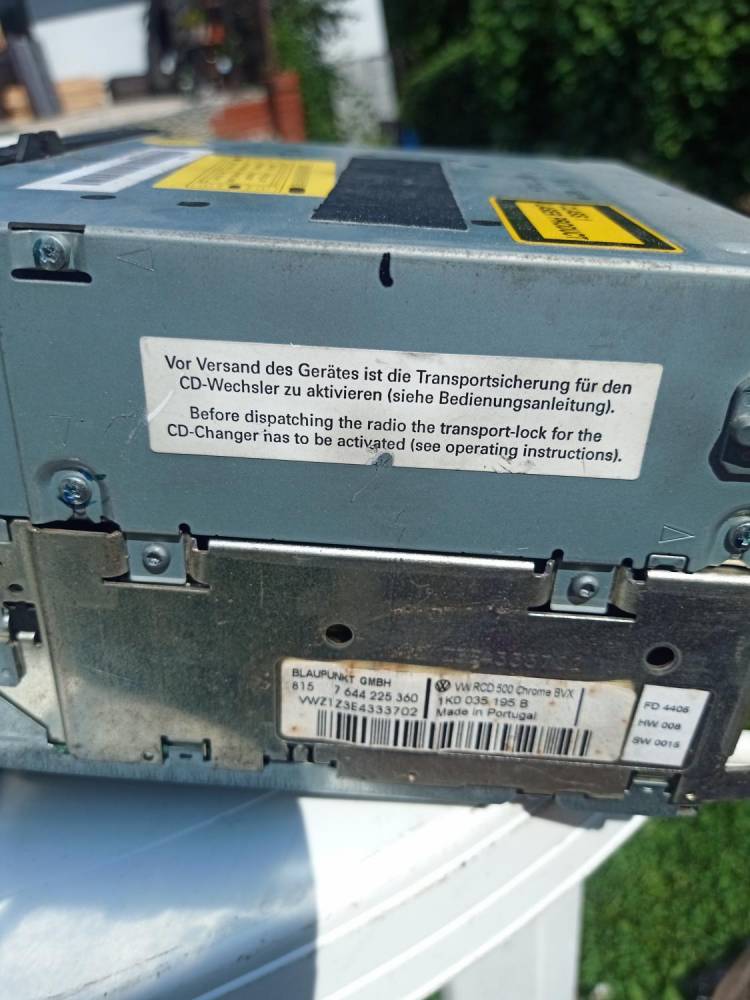 LASER PRODUCT
Vor Versand des Gerätes ist die Transportsicherung für den
CD-Wechsler zu aktivieren (siehe Bedienungsanleitung).
Before dispatching the radio the transport-lock for the
CD-Changer has to be activated (see operating instructions).
BLAUPUNKT GMBH
815 7 644 225 360
VWZ1Z3E4333702
VW RCD 500 Chrome BVX
1K0 035 195 B
Made in Portugal
FD 4405
HW 008
SW 0015